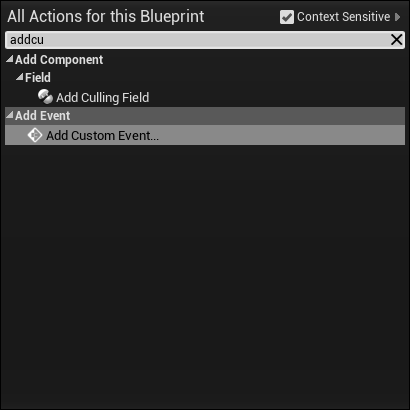 All Actions for this Blueprint Context Sensitive
addcu
Add Component
Field
Add Culling Field
Add Event
Add Custom Event...